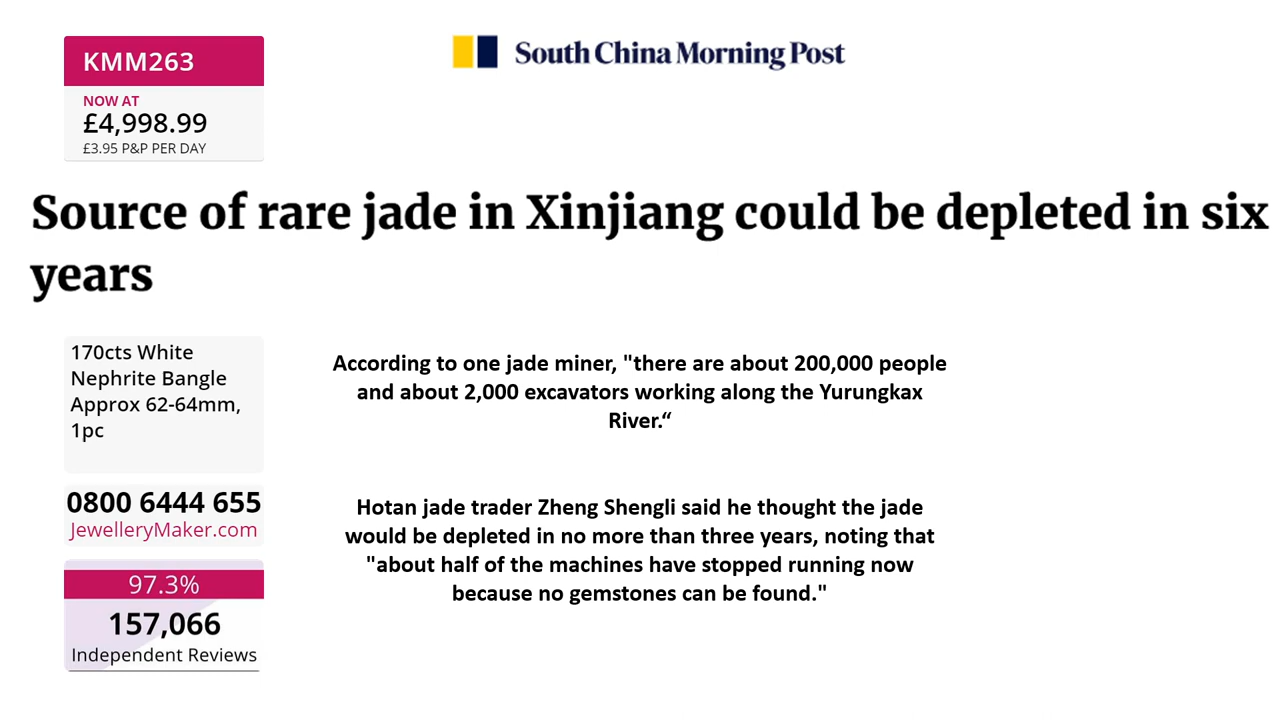 KMM263
NOW AT
£4,998.99
£3.95 P&P PER DAY
South China Morning Post
Source of rare jade in Xinjiang could be depleted in six
years
170cts White
Nephrite Bangle
Approx 62-64mm,
1pc
According to one jade miner, "there are about 200,000 people
and about 2,000 excavators working along the Yurungkax
River.“
Hotan jade trader Zheng Shengli said he thought the jade
would be depleted in no more than three years, noting that
"about half of the machines have stopped running now
because no gemstones can be found."
0800 6444 655
JewelleryMaker.com
97.3%
157,066
Independent Reviews